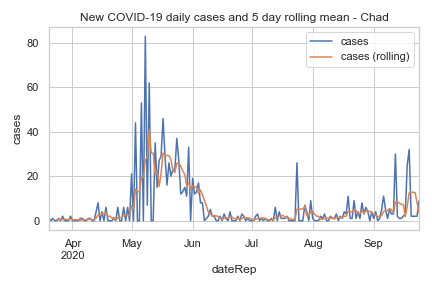 New COVID-19 daily cases and 5 day rolling mean - Chad
cases
cases (rolling)
cases
80
60
40
20
0
Apr May Jun Jul Aug Sep
2020
dateRep